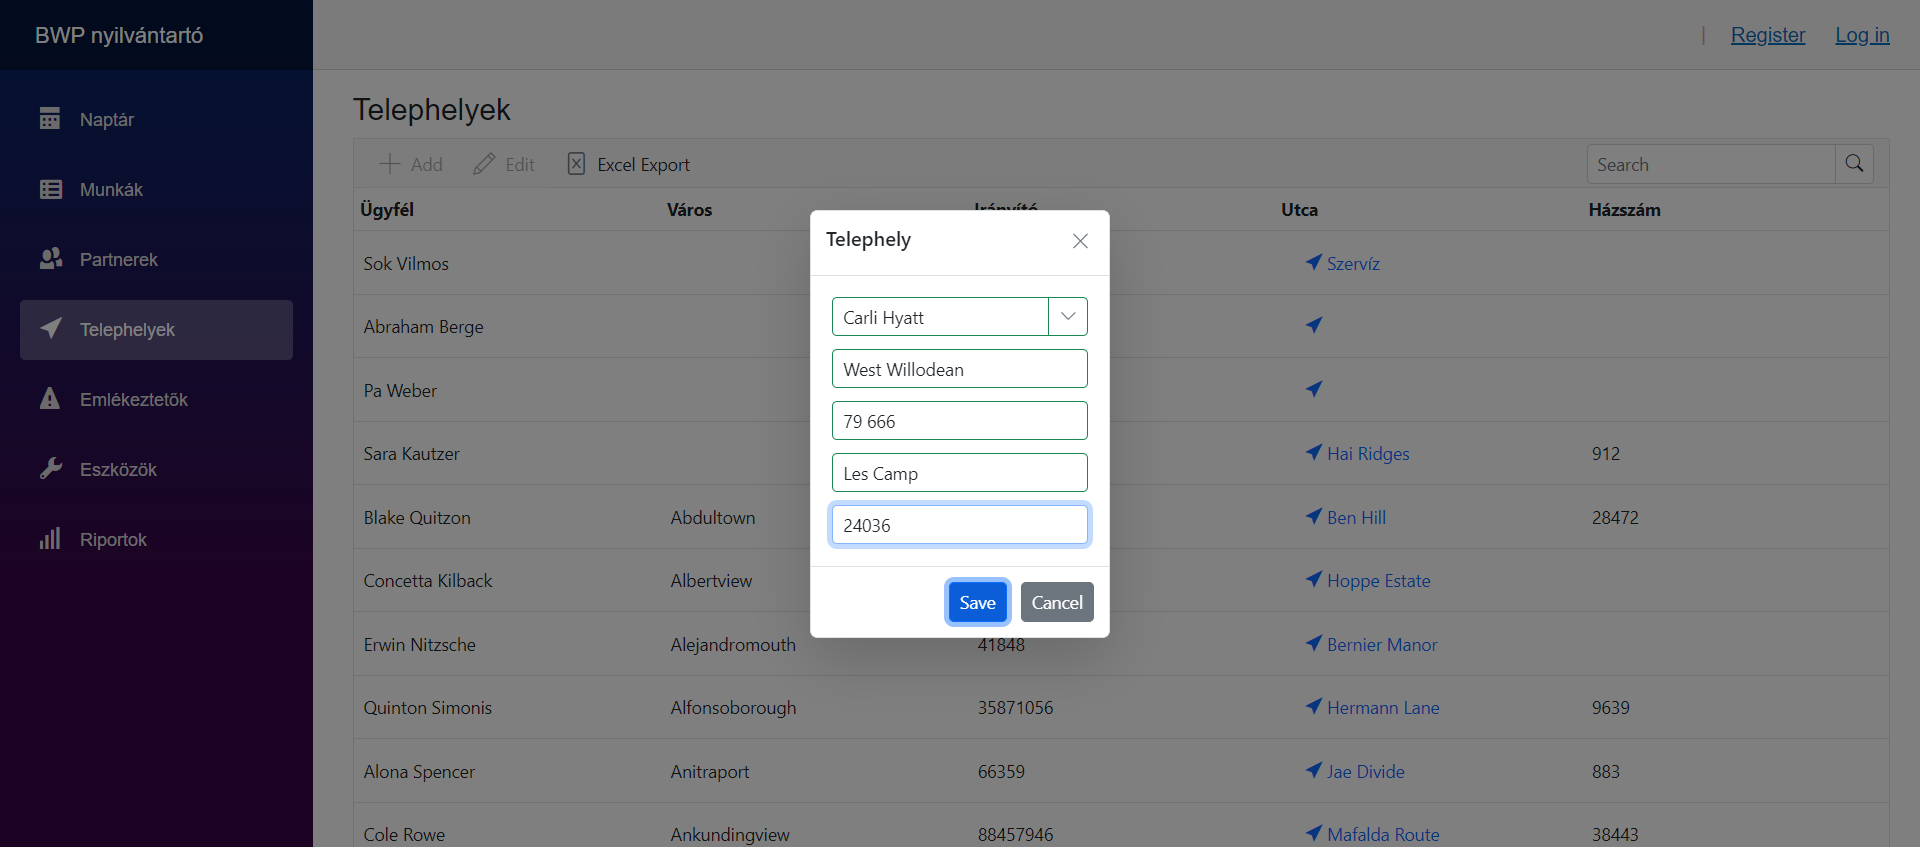 BWP nyilvántartó
| Register Log in
Naptár
Munkák
Partnerek
Telephelyek
Emlékeztetők
Eszközök
Riportok
Telephelyek
Add Edit Excel Export Search
Ügyfél Város Irányító Utca Házszám
Sok Vilmos Szervíz
Abraham Berge
Pa Weber
Sara Kautzer Hai Ridges 912
Blake Quitzon Abdultown Ben Hill 28472
Concetta Kilback Albertview Hoppe Estate
Erwin Nitzsche Alejandromouth 41848 Bernier Manor
Quinton Simonis Alfonsoborough 35871056 Hermann Lane 9639
Alona Spencer Anitraport 66359 Jae Divide 883
Cole Rowe Ankundingview 88457946 Mafalda Route 38443
Telephely
Carli Hyatt
West Willodean
79 666
Les Camp
24036
Save Cancel